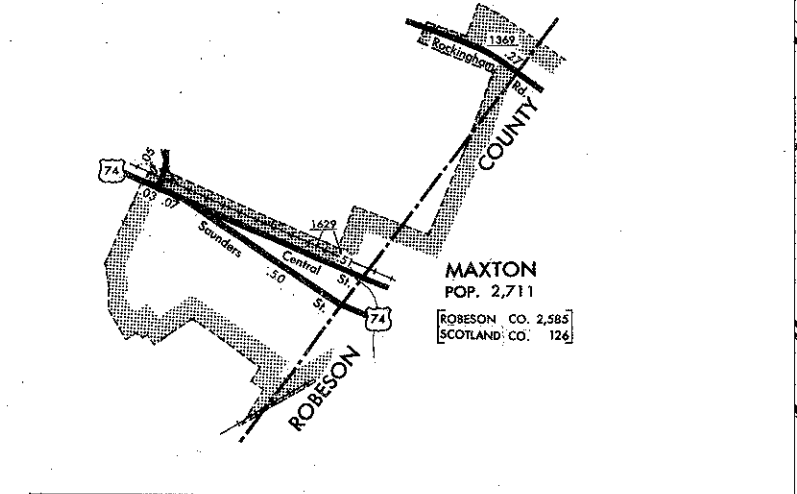 1369
.27
Rockingham
Rd.
COUNTY
.05
74
.03 .07
1629
Saunders
Central
.51
St.
.50
St.
74
MAXTON
POP. 2,711
[ROBESON CO. 2,585]
[SCOTLAND CO. 126]
ROBESON